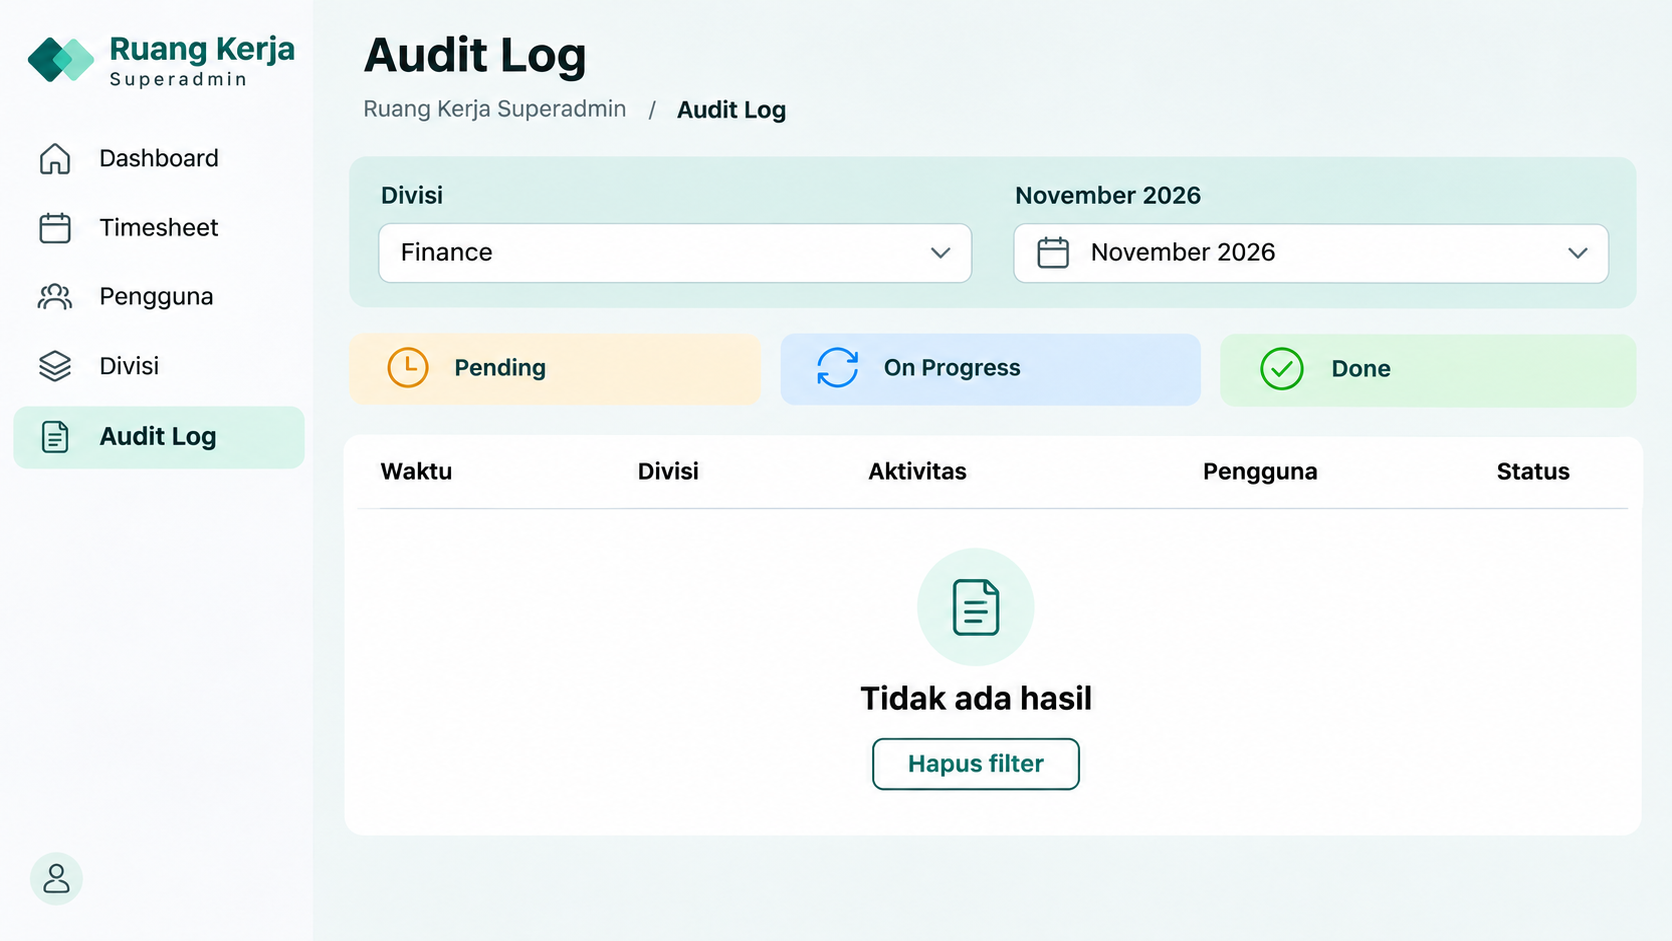 Ruang Kerja
Superadmin
Dashboard
Timesheet
Pengguna
Divisi
Audit Log
Audit Log
Ruang Kerja Superadmin / Audit Log
Divisi
Finance
November 2026
November 2026
Pending
On Progress
Done
Waktu Divisi Aktivitas Pengguna Status
Tidak ada hasil
Hapus filter